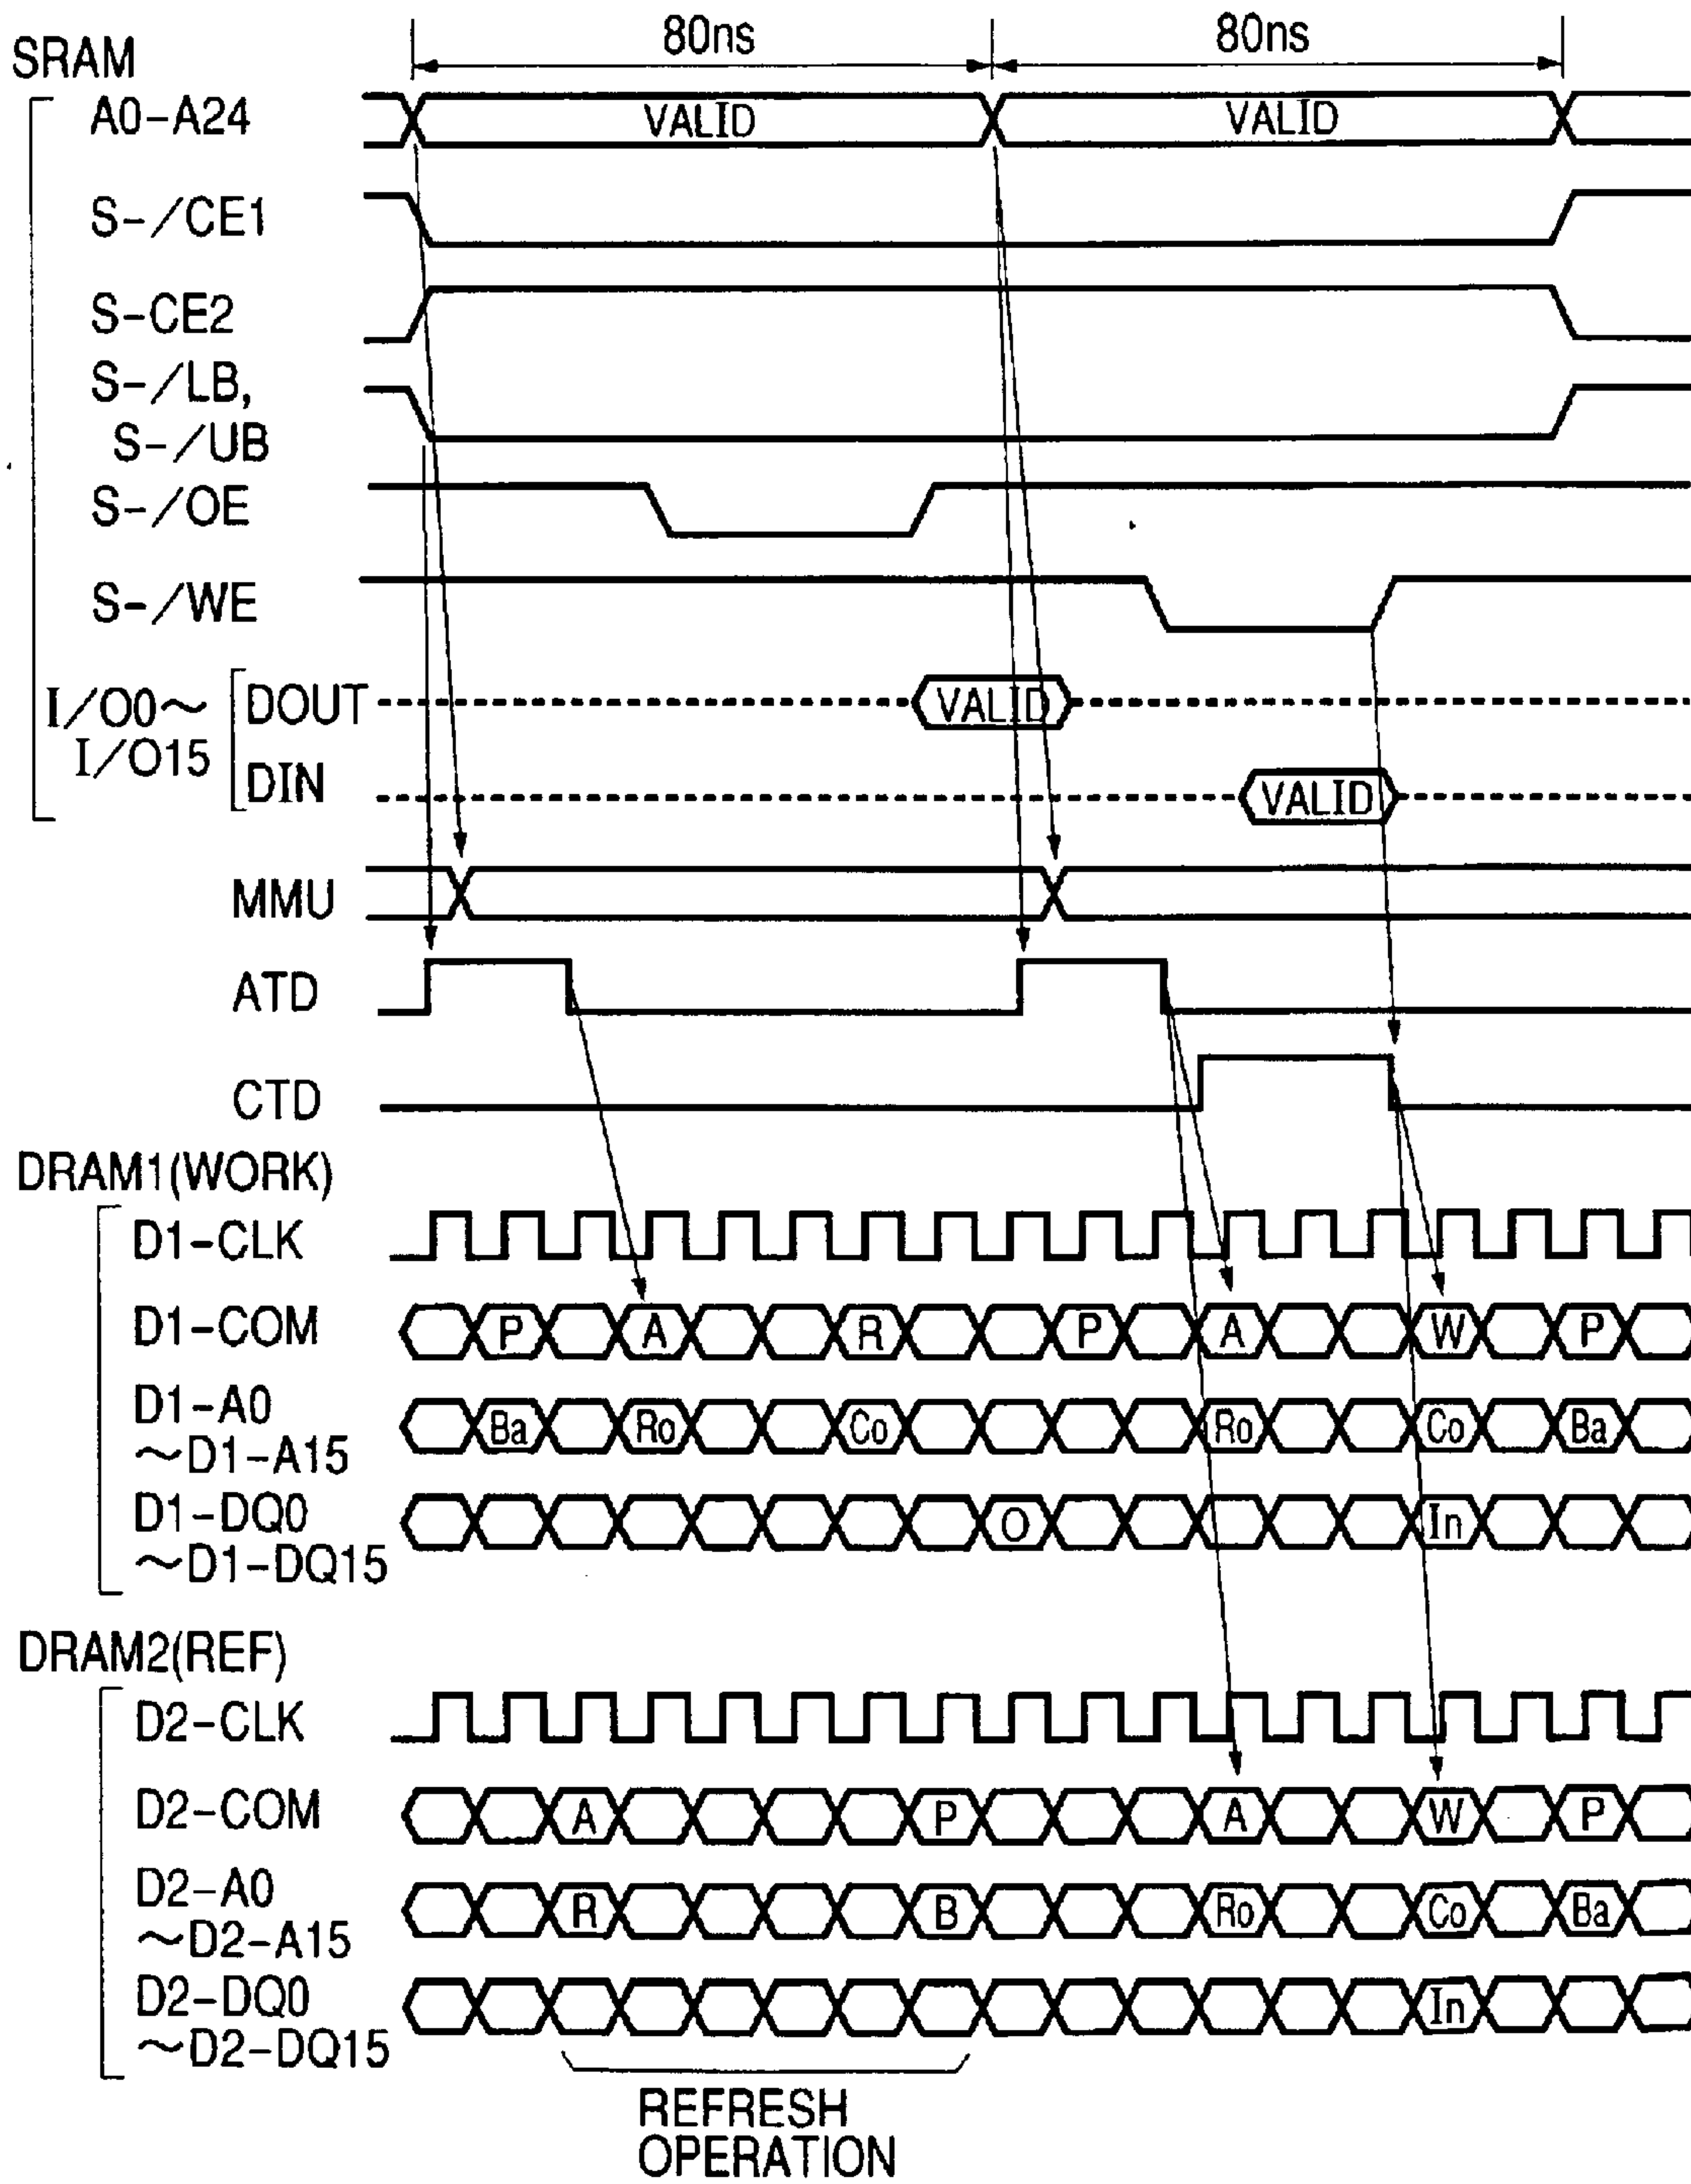 80ns 80ns
SRAM
A0-A24 VALID VALID
S-/CE1
S-CE2
S-/LB,
S-/UB
S-/OE
S-/WE
I/O0~ DOUT VALID
I/O15 DIN VALID
MMU
ATD
CTD
DRAM1(WORK)
D1-CLK
D1-COM P A R P A W P
D1-A0
~D1-A15 Ba Ro Co Ro Co Ba
D1-DQ0
~D1-DQ15 O In
DRAM2(REF)
D2-CLK
D2-COM A P A W P
D2-A0
~D2-A15 R B Ro Co Ba
D2-DQ0
~D2-DQ15 In
REFRESH
OPERATION